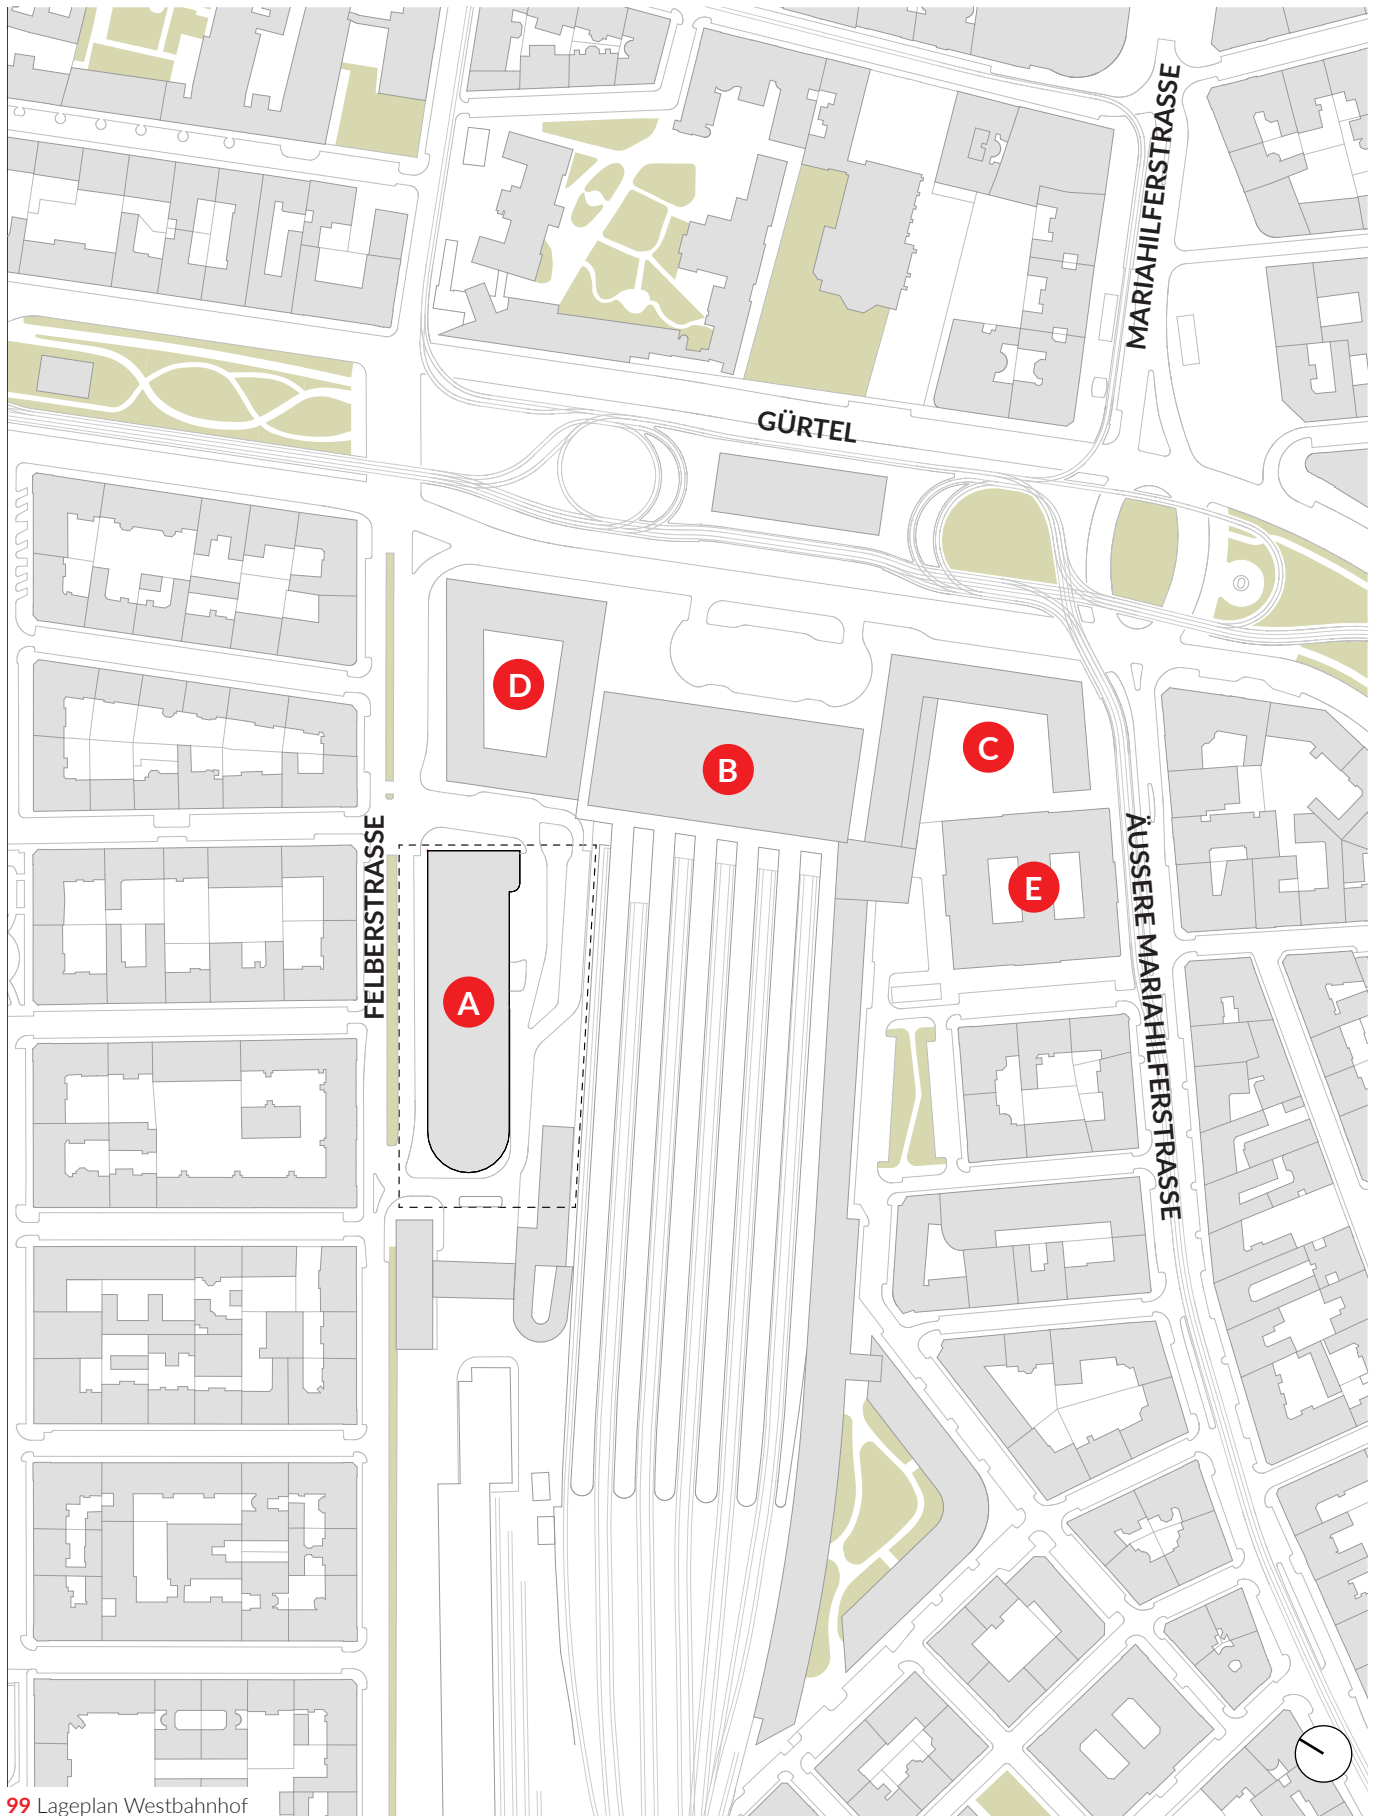 MARIAHILFERSTRASSE
GÜRTEL
D
C
B
FELBERSTRASSE
ÄUSSERE MARIAHILFERSTRASSE
E
A
99 Lageplan Westbahnhof